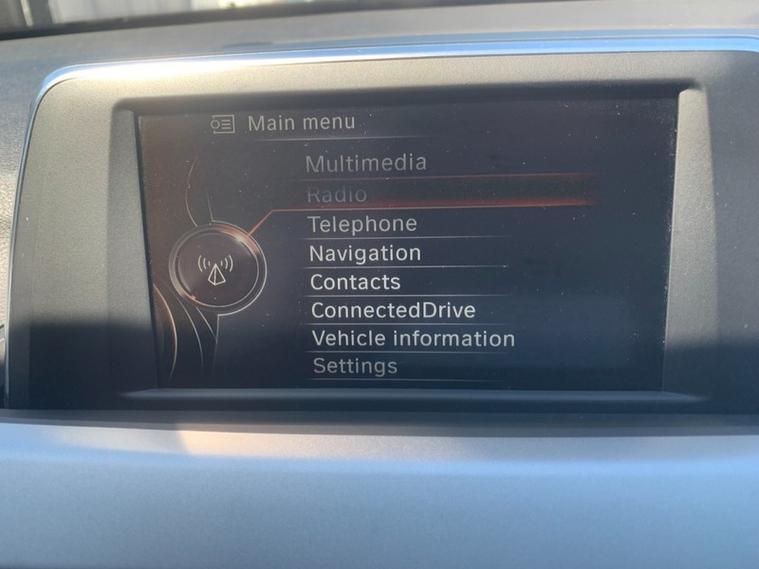 Main menu
Multimedia
Radio
Telephone
Navigation
Contacts
ConnectedDrive
Vehicle information
Settings